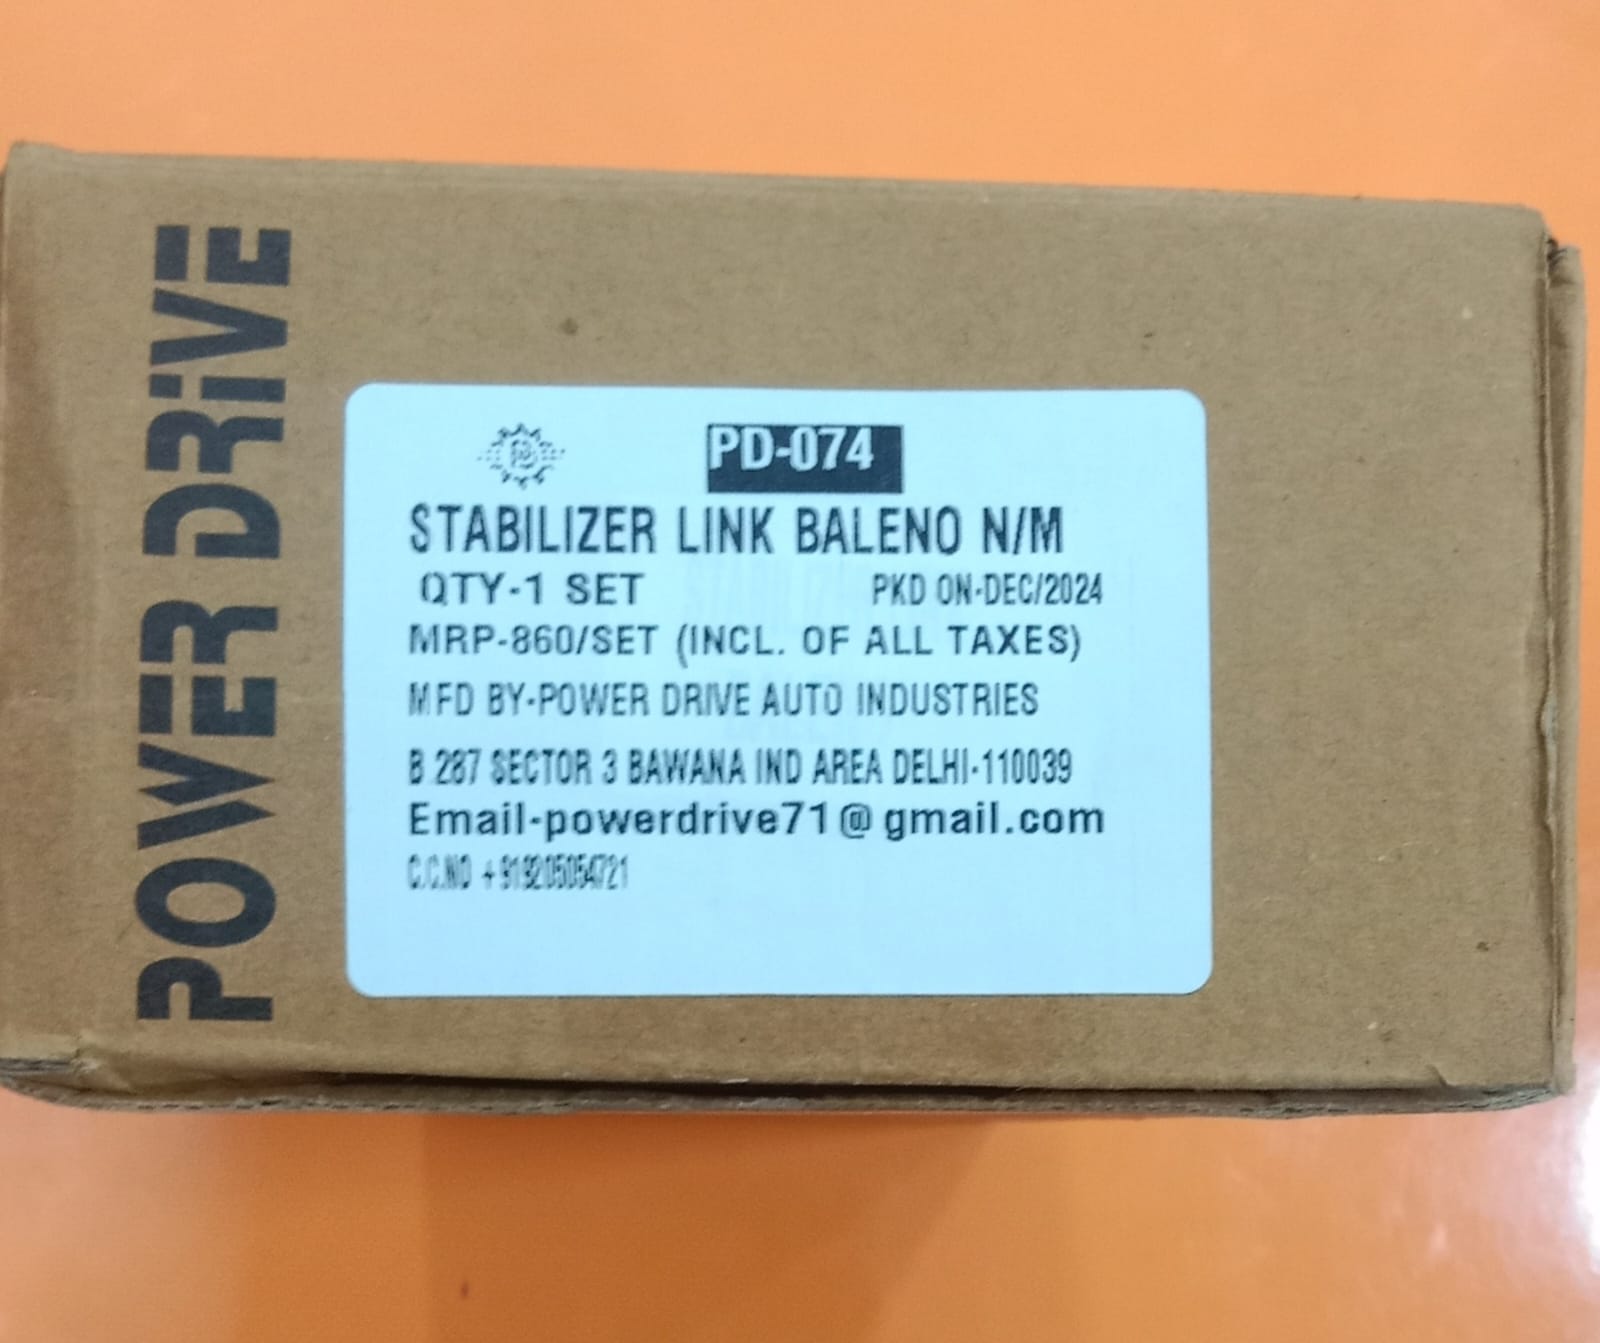 POWER DRiVE
PD-074
STABILIZER LINK BALENO N/M
QTY-1 SET PKD ON-DEC/2024
MRP-860/SET (INCL. OF ALL TAXES)
MFD BY-POWER DRIVE AUTO INDUSTRIES
B 287 SECTOR 3 BAWANA IND AREA DELHI-110039
Email-powerdrive71@gmail.com
C.C.NO +919205054721